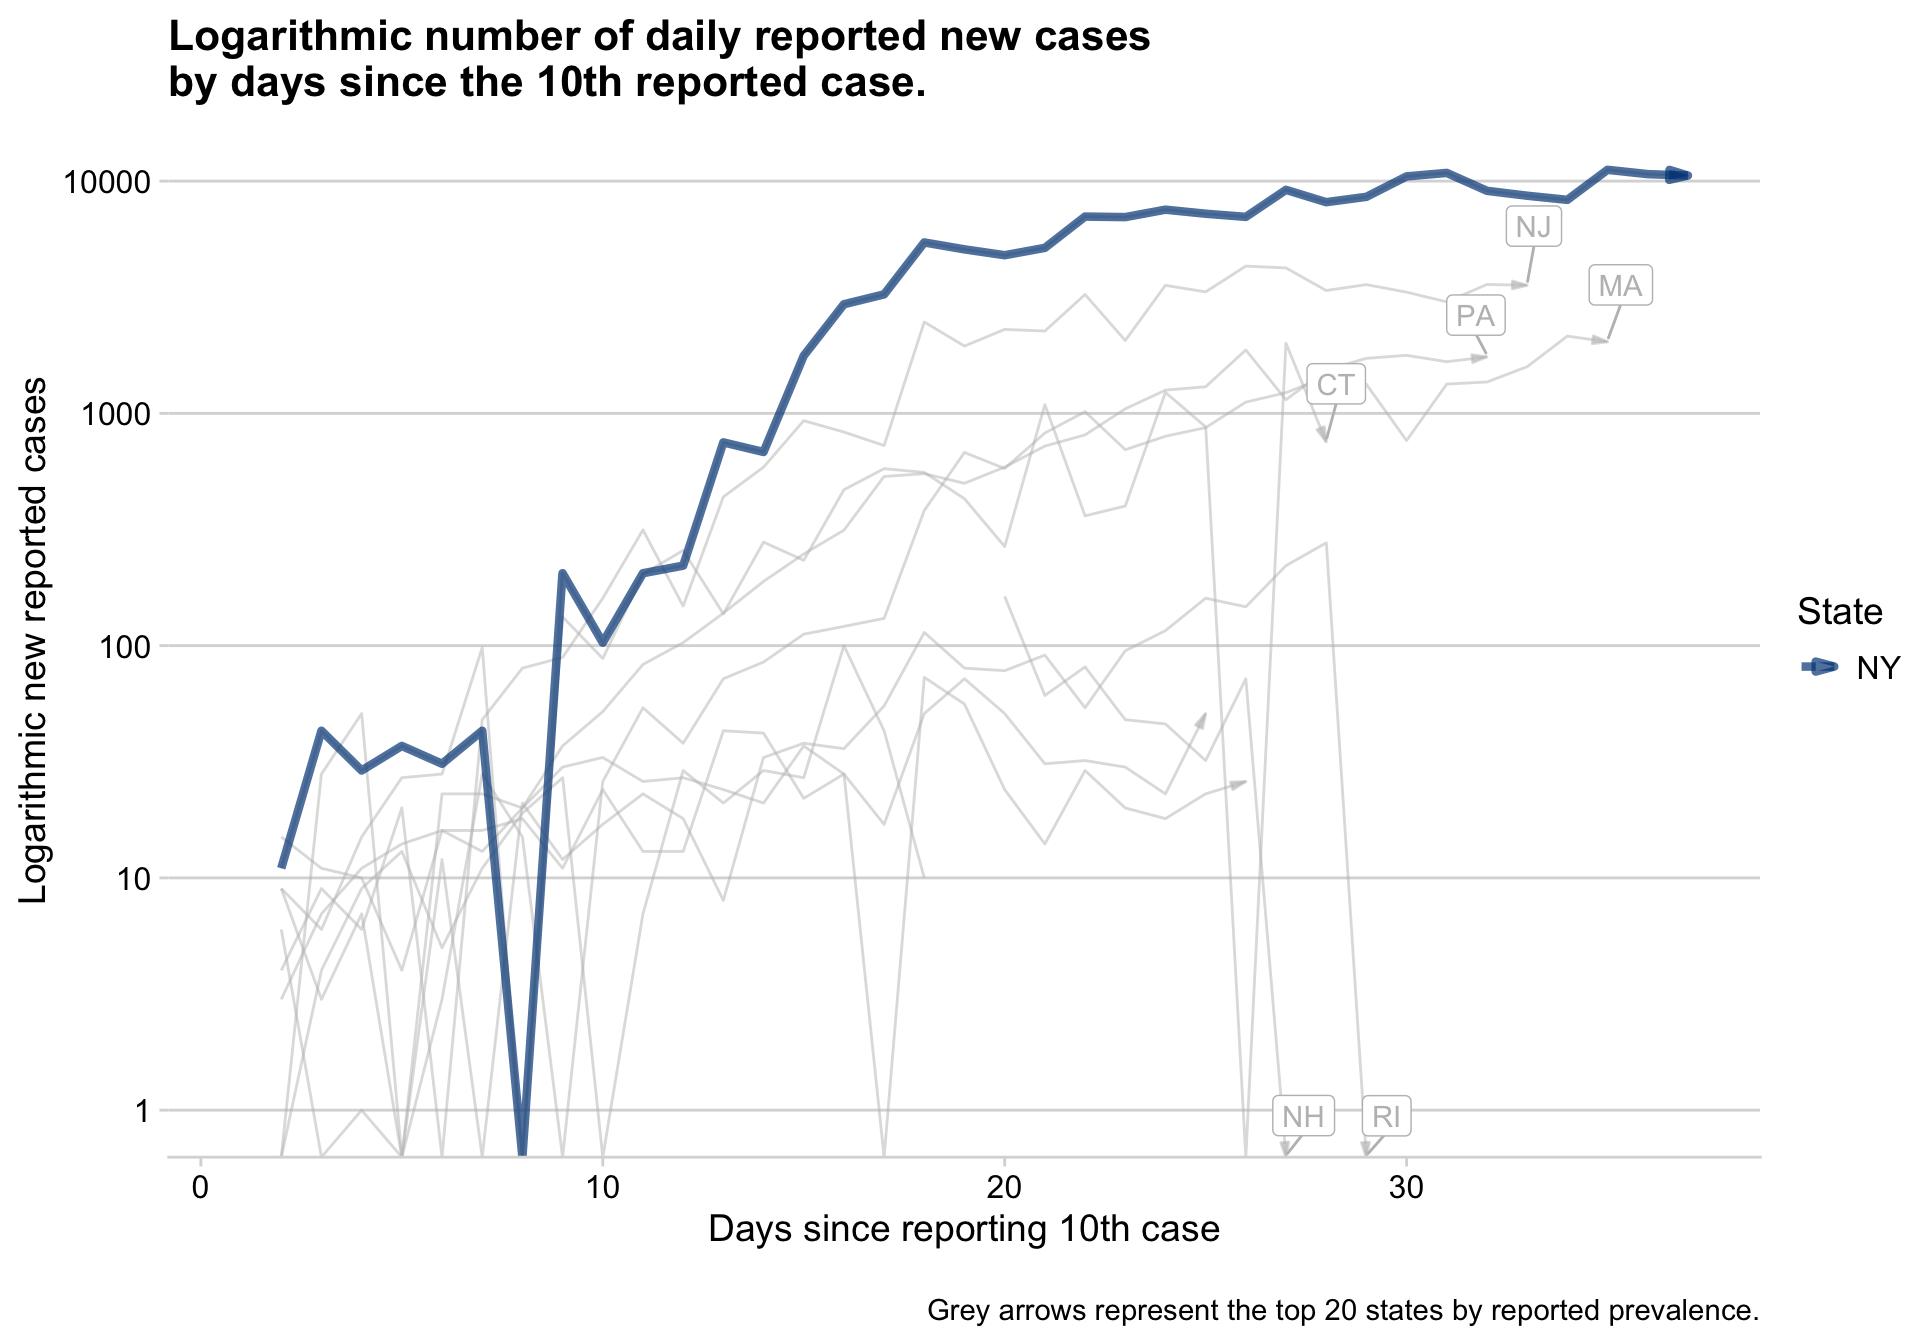 Logarithmic number of daily reported new cases
by days since the 10th reported case.
Logarithmic new reported cases
10000
1000
100
10
1
NJ
MA
PA
CT
NH
RI
State
NY
0
10
20
30
Days since reporting 10th case
Grey arrows represent the top 20 states by reported prevalence.